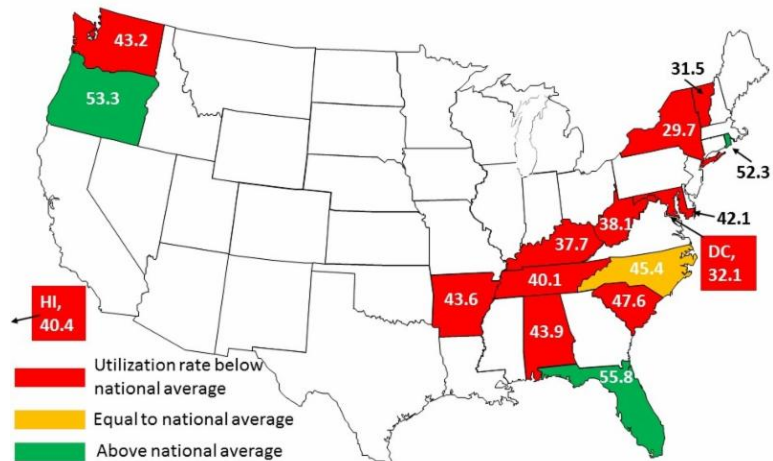 43.2
31.5
53.3
29.7
52.3
38.1
42.1
37.7
DC,
32.1
45.4
40.1
HI,
40.4
43.6
47.6
43.9
Utilization rate below
national average
55.8
Equal to national average
Above national average